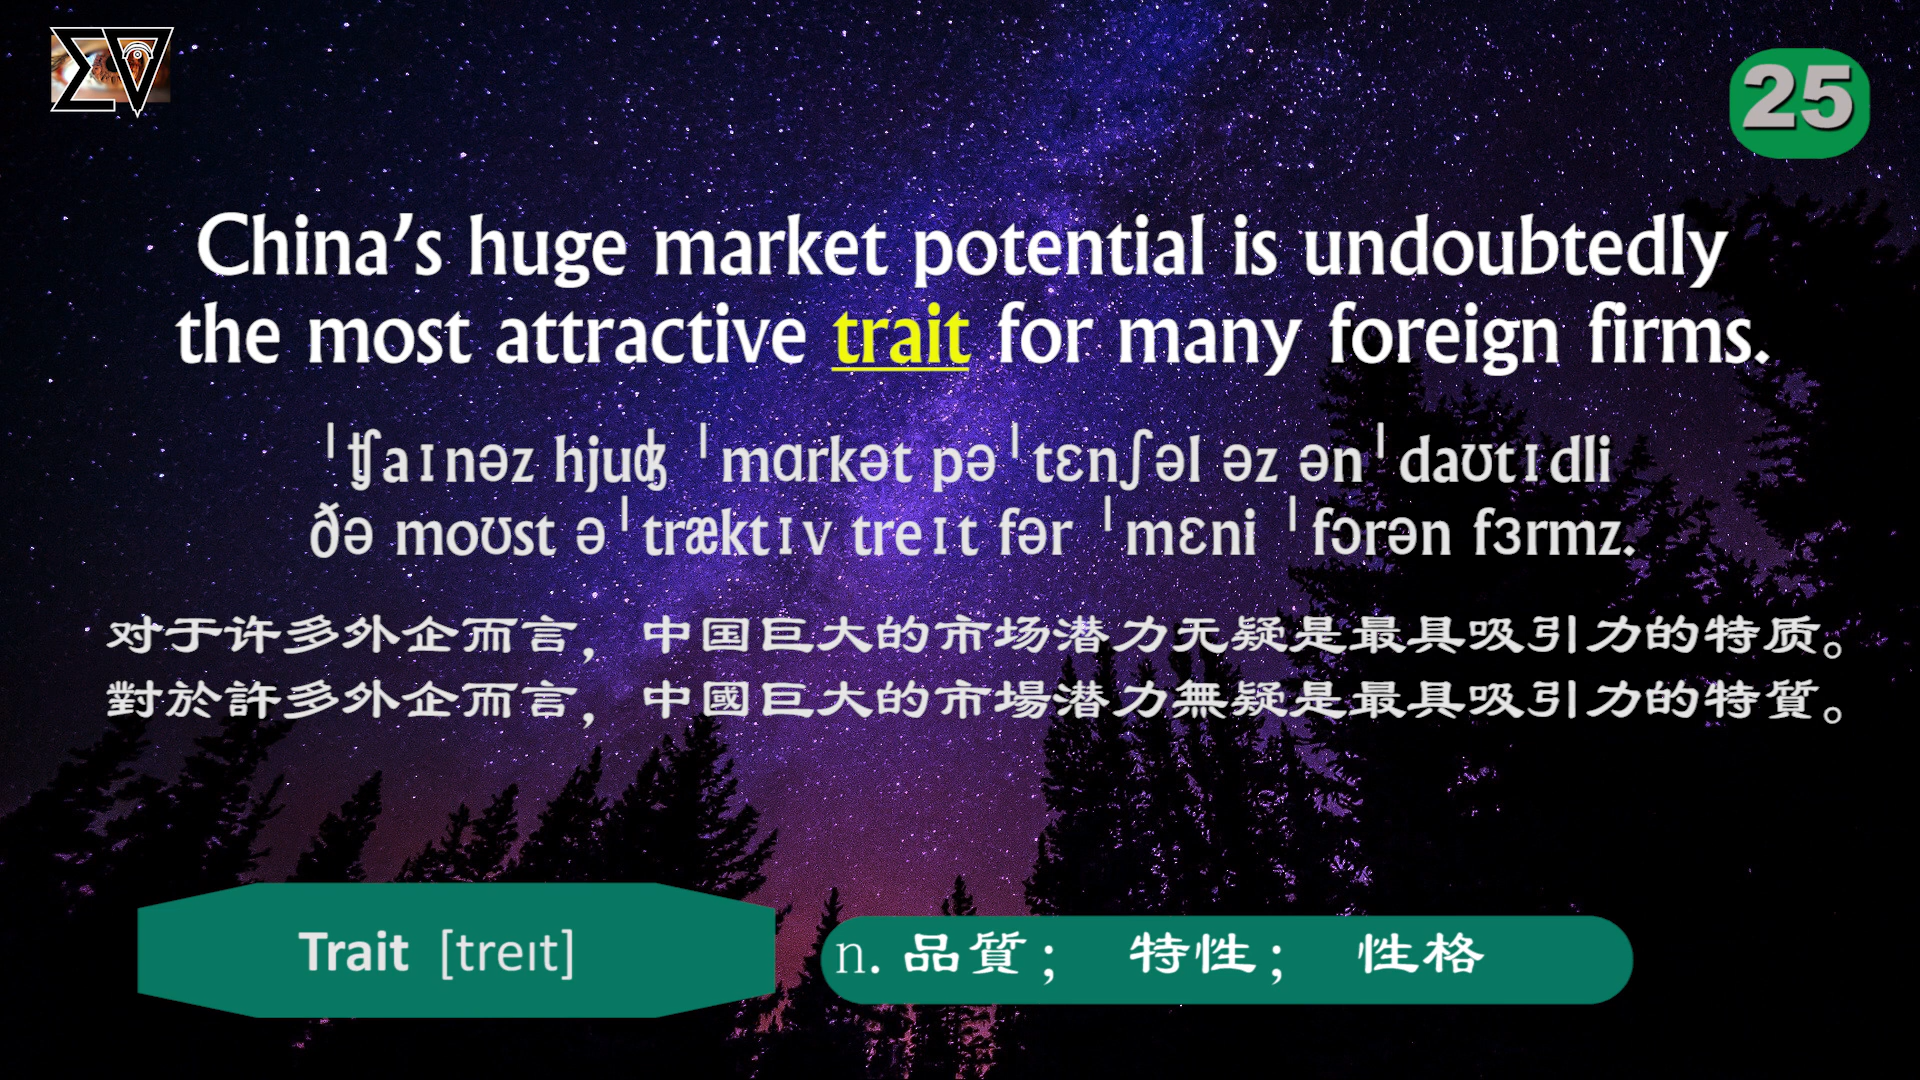 25
China’s huge market potential is undoubtedly
the most attractive trait for many foreign firms.
ˈʧaɪnəz hjuʤ ˈmɑrkət pəˈtɛnʃəl əz ənˈdaʊtɪdli
ðə moʊst əˈtræktɪv treɪt fər ˈmɛni ˈfɔrən fɜrmz.
对于许多外企而言，中国巨大的市场潜力无疑是最具吸引力的特质。
對於許多外企而言，中國巨大的市場潜力無疑是最具吸引力的特質。
Trait [treɪt]
n. 品質； 特性； 性格